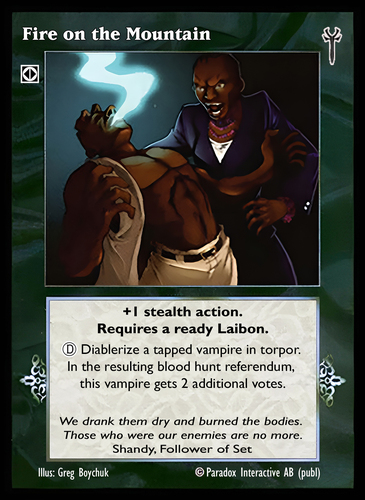 Fire on the Mountain
+1 stealth action.
Requires a ready Laibon.
Ⓓ Diablerize a tapped vampire in torpor.
In the resulting blood hunt referendum,
this vampire gets 2 additional votes.
We drank them dry and burned the bodies.
Those who were our enemies are no more.
Shandy, Follower of Set
Illus: Greg Boychuk © Paradox Interactive AB (publ)